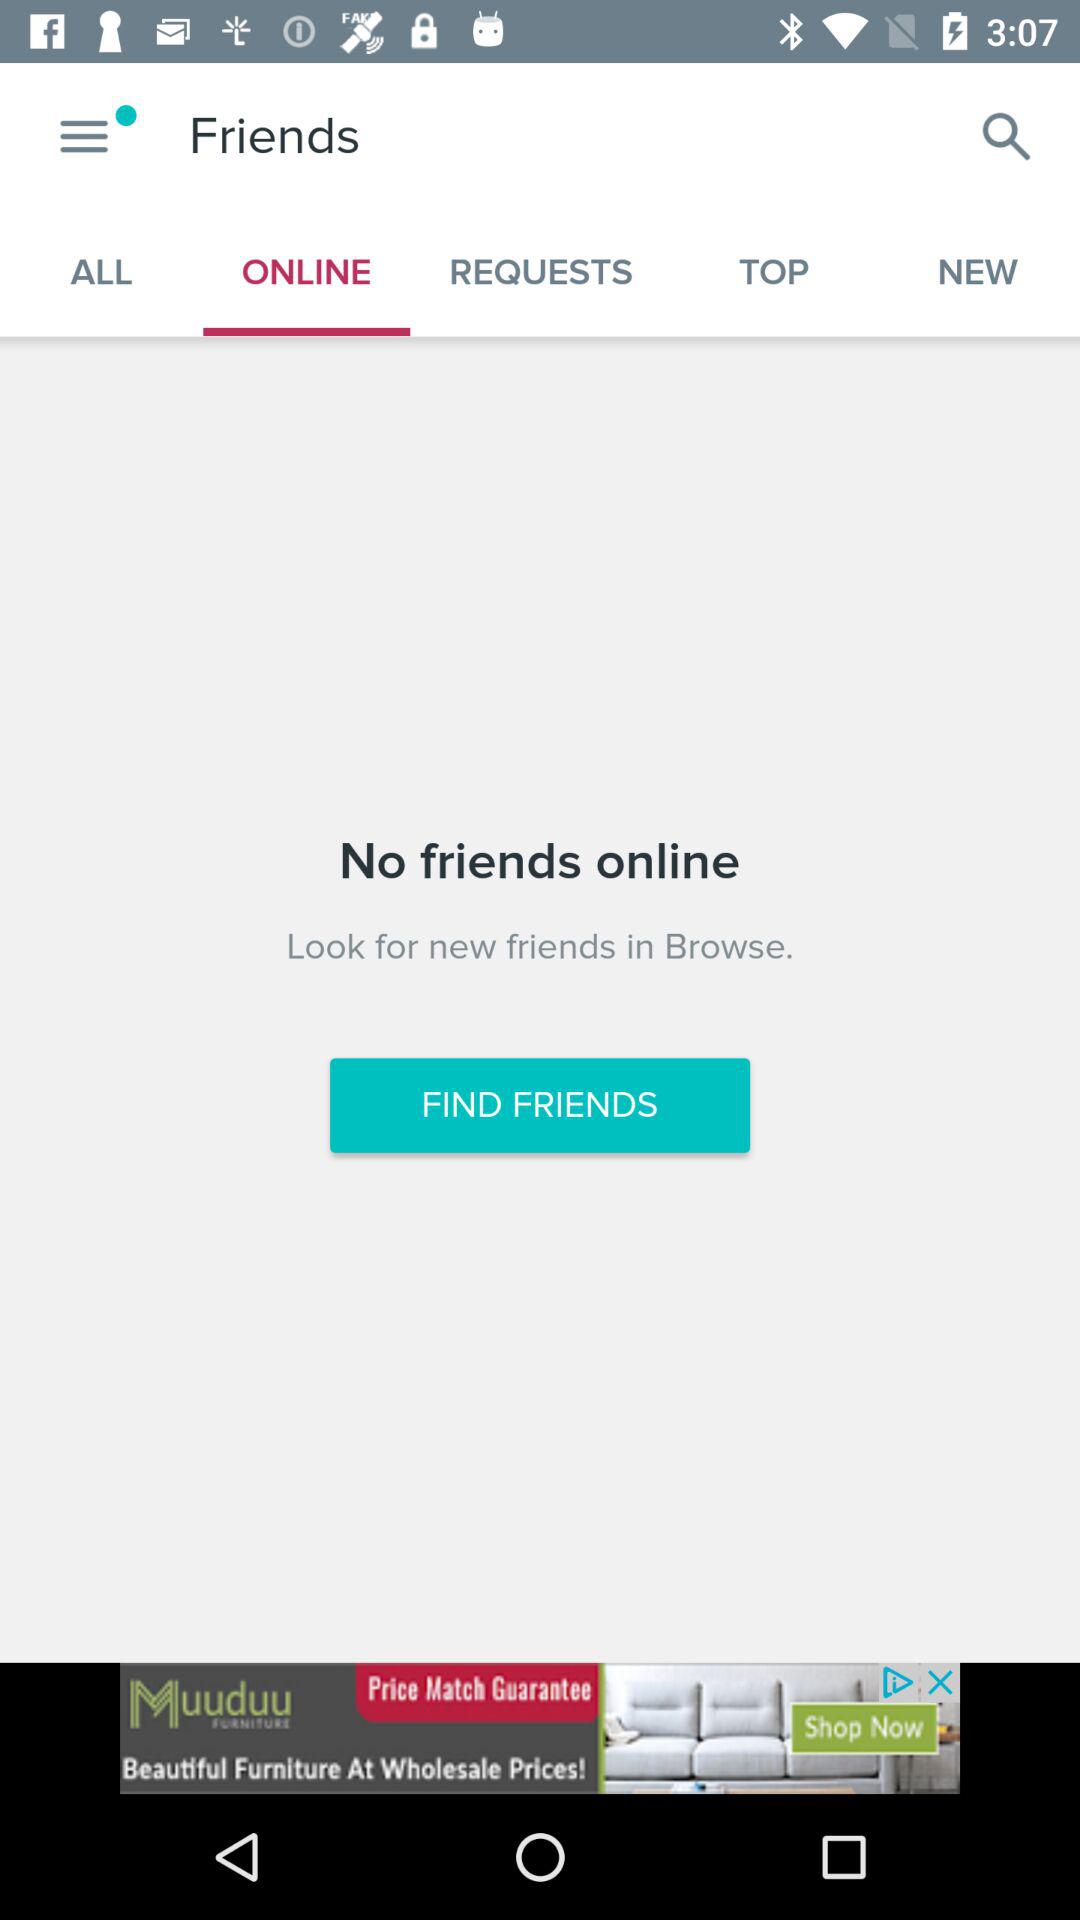 FAKE 3:07
Friends
ALL ONLINE REQUESTS TOP NEW
No friends online
Look for new friends in Browse.
FIND FRIENDS
Muuduu
FURNITURE
Price Match Guarantee
Beautiful Furniture At Wholesale Prices!
Shop Now